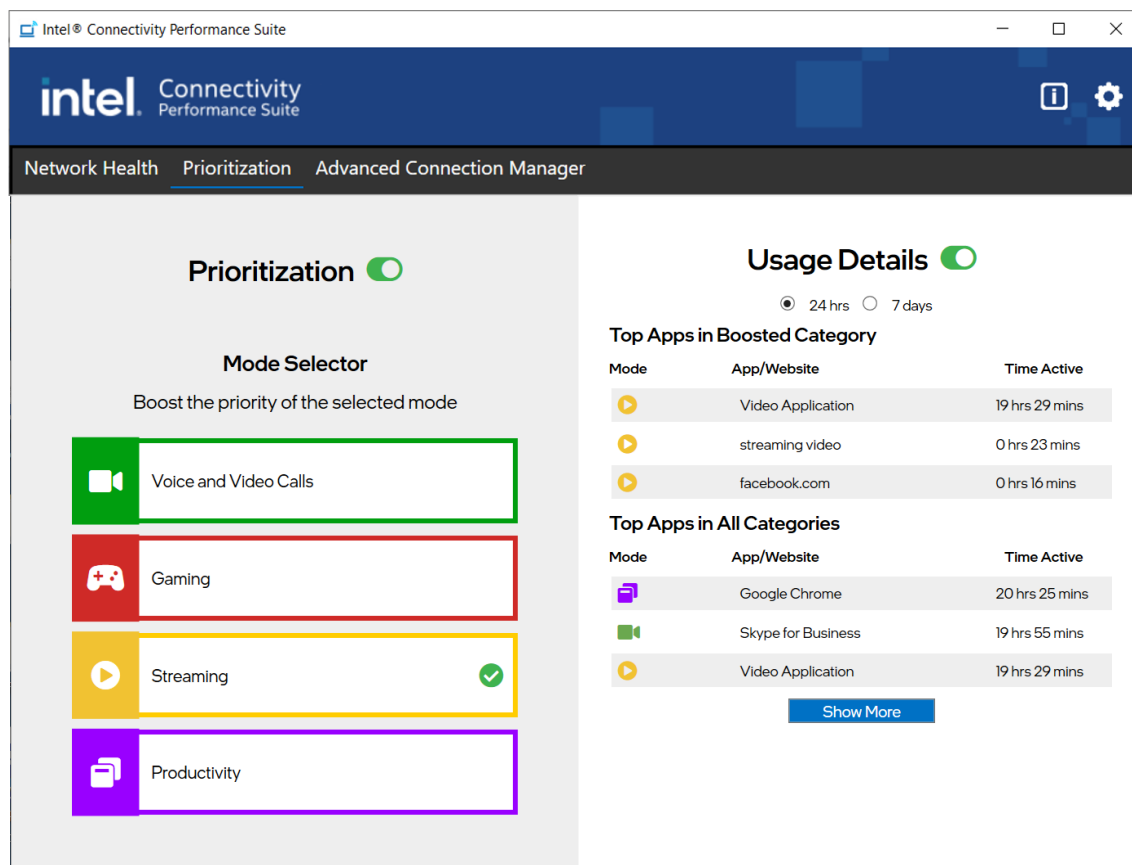 Intel® Connectivity Performance Suite
intel. Connectivity
Performance Suite
Network Health Prioritization Advanced Connection Manager
Prioritization
Mode Selector
Boost the priority of the selected mode
Voice and Video Calls
Gaming
Streaming
Productivity
Usage Details
24 hrs 7 days
Top Apps in Boosted Category
Mode App/Website Time Active
Video Application 19 hrs 29 mins
streaming video 0 hrs 23 mins
facebook.com 0 hrs 16 mins
Top Apps in All Categories
Mode App/Website Time Active
Google Chrome 20 hrs 25 mins
Skype for Business 19 hrs 55 mins
Video Application 19 hrs 29 mins
Show More